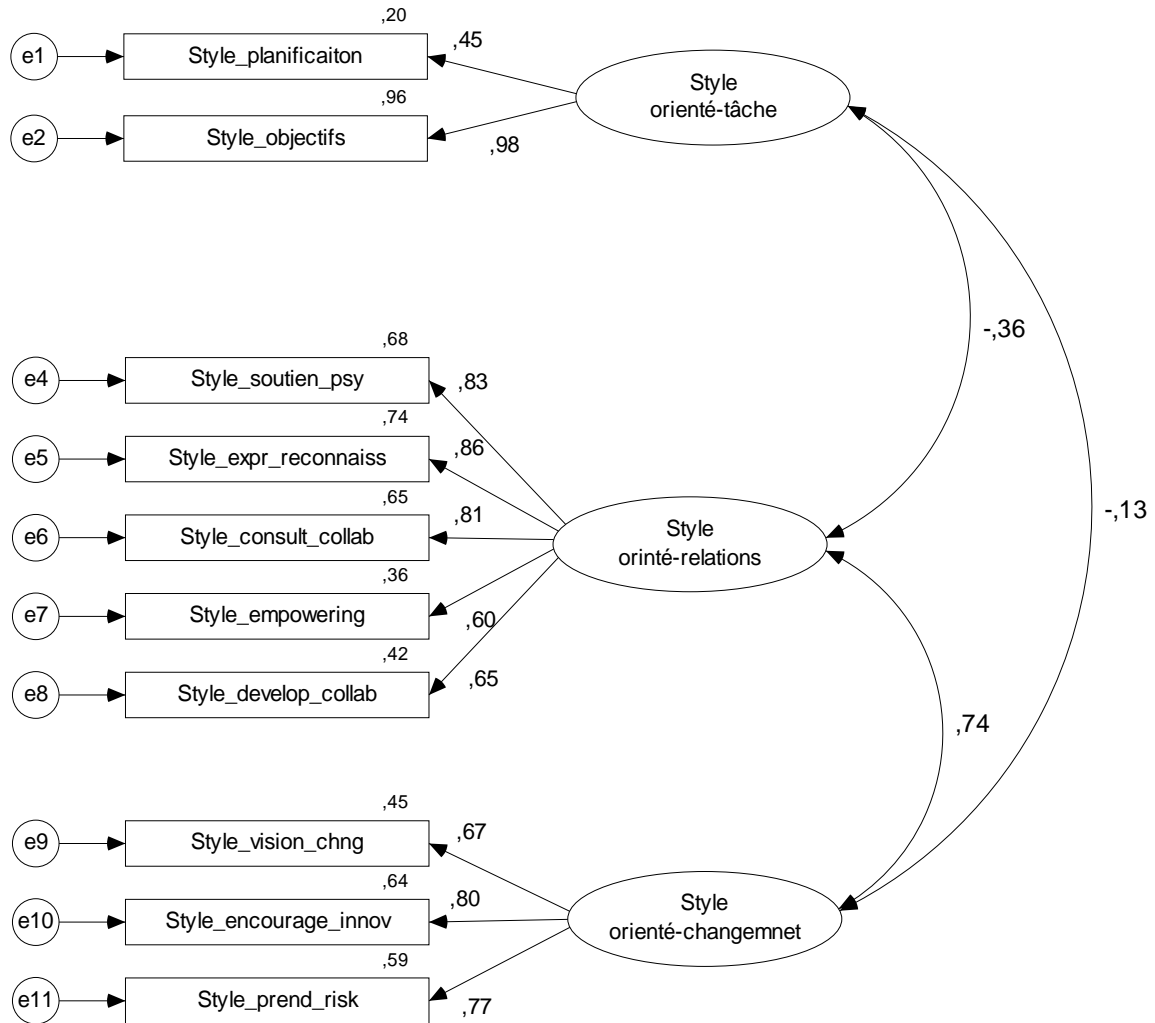 ,20
e1
Style_planificaiton
,45
Style
orienté-tâche
,96
e2
Style_objectifs
,98
-,36
,68
e4
Style_soutien_psy
,83
,74
e5
Style_expr_reconnaiss
,86
,65
e6
Style_consult_collab
,81
Style
orinté-relations
-,13
,36
e7
Style_empowering
,60
,42
e8
Style_develop_collab
,65
,74
,45
e9
Style_vision_chng
,67
,64
e10
Style_encourage_innov
,80
Style
orienté-changemnet
,59
e11
Style_prend_risk
,77